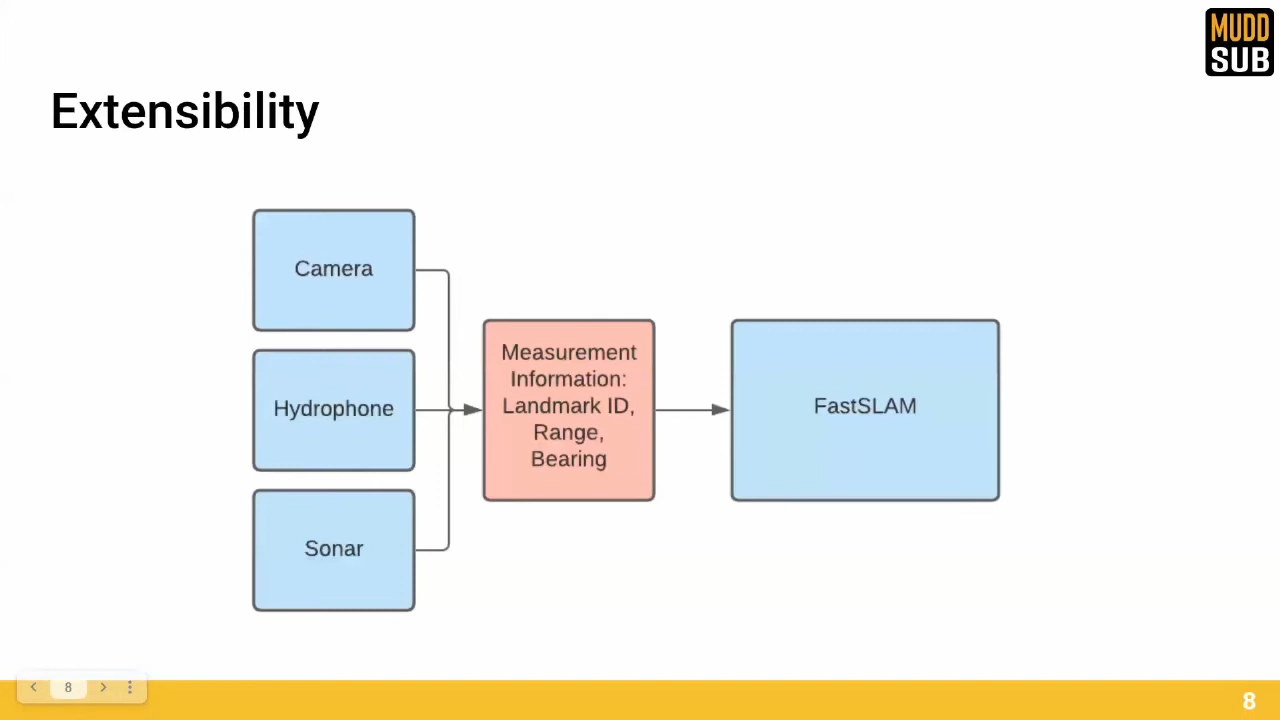 MUDD
SUB
Extensibility
Camera
Hydrophone
Sonar
Measurement
Information:
Landmark ID,
Range,
Bearing
FastSLAM
8
8